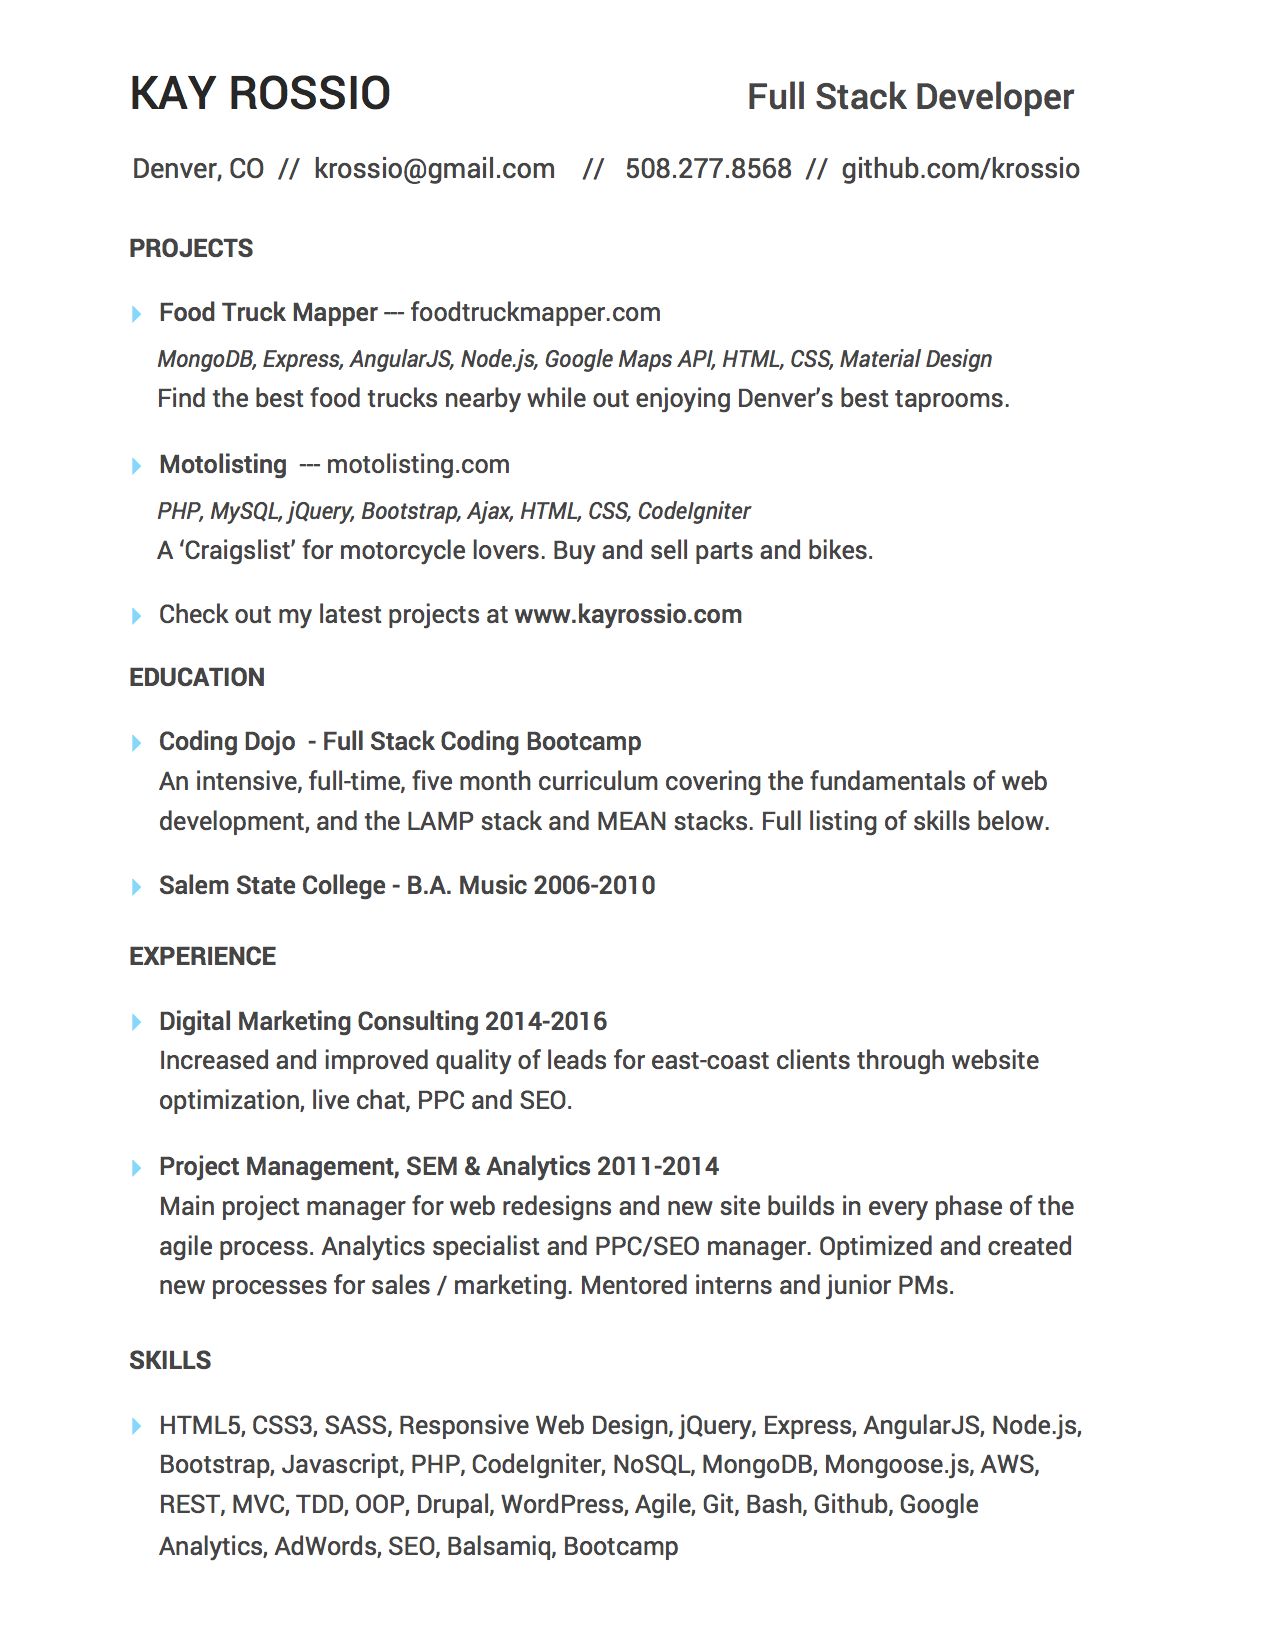 KAY ROSSIO Full Stack Developer
Denver, CO // krossio@gmail.com // 508.277.8568 // github.com/krossio
PROJECTS
Food Truck Mapper --- foodtruckmapper.com
MongoDB, Express, AngularJS, Node.js, Google Maps API, HTML, CSS, Material Design
Find the best food trucks nearby while out enjoying Denver’s best taprooms.
Motolisting --- motolisting.com
PHP, MySQL, jQuery, Bootstrap, Ajax, HTML, CSS, CodeIgniter
A ‘Craigslist’ for motorcycle lovers. Buy and sell parts and bikes.
Check out my latest projects at www.kayrossio.com
EDUCATION
Coding Dojo - Full Stack Coding Bootcamp
An intensive, full-time, five month curriculum covering the fundamentals of web
development, and the LAMP stack and MEAN stacks. Full listing of skills below.
Salem State College - B.A. Music 2006-2010
EXPERIENCE
Digital Marketing Consulting 2014-2016
Increased and improved quality of leads for east-coast clients through website
optimization, live chat, PPC and SEO.
Project Management, SEM & Analytics 2011-2014
Main project manager for web redesigns and new site builds in every phase of the
agile process. Analytics specialist and PPC/SEO manager. Optimized and created
new processes for sales / marketing. Mentored interns and junior PMs.
SKILLS
HTML5, CSS3, SASS, Responsive Web Design, jQuery, Express, AngularJS, Node.js,
Bootstrap, Javascript, PHP, CodeIgniter, NoSQL, MongoDB, Mongoose.js, AWS,
REST, MVC, TDD, OOP, Drupal, WordPress, Agile, Git, Bash, Github, Google
Analytics, AdWords, SEO, Balsamiq, Bootcamp